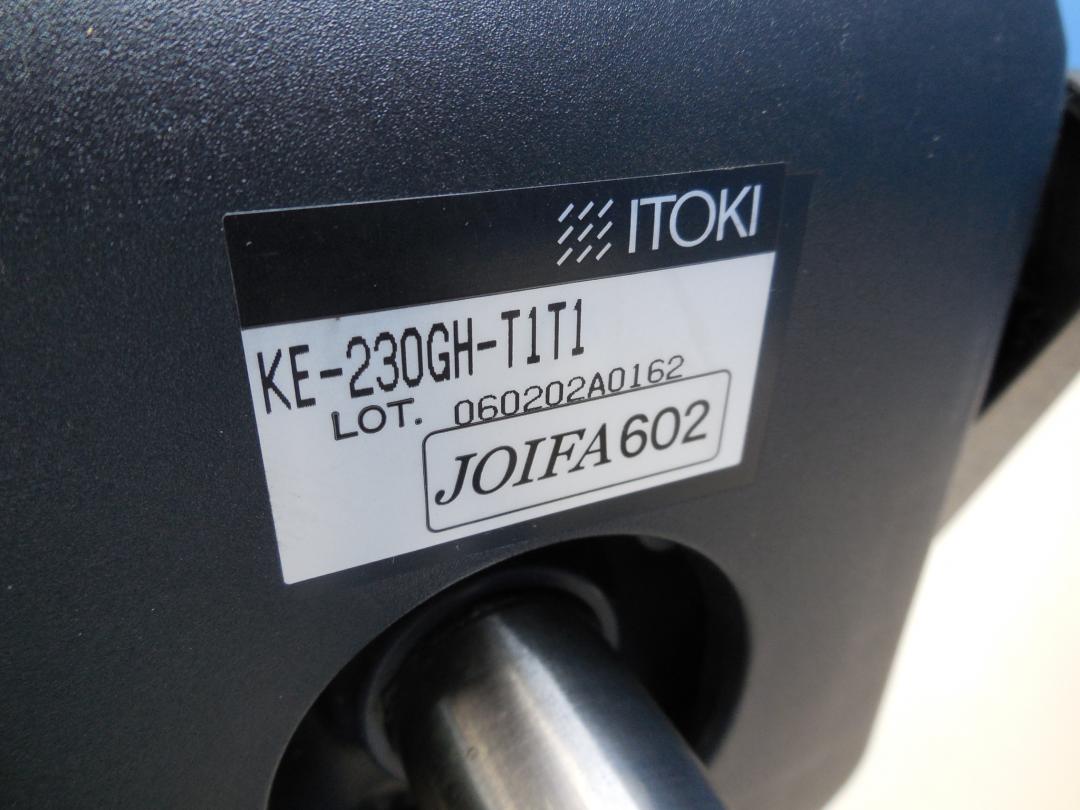 ITOKI
KE-230GH-T1T1
LOT. 060202A0162
JOIFA602